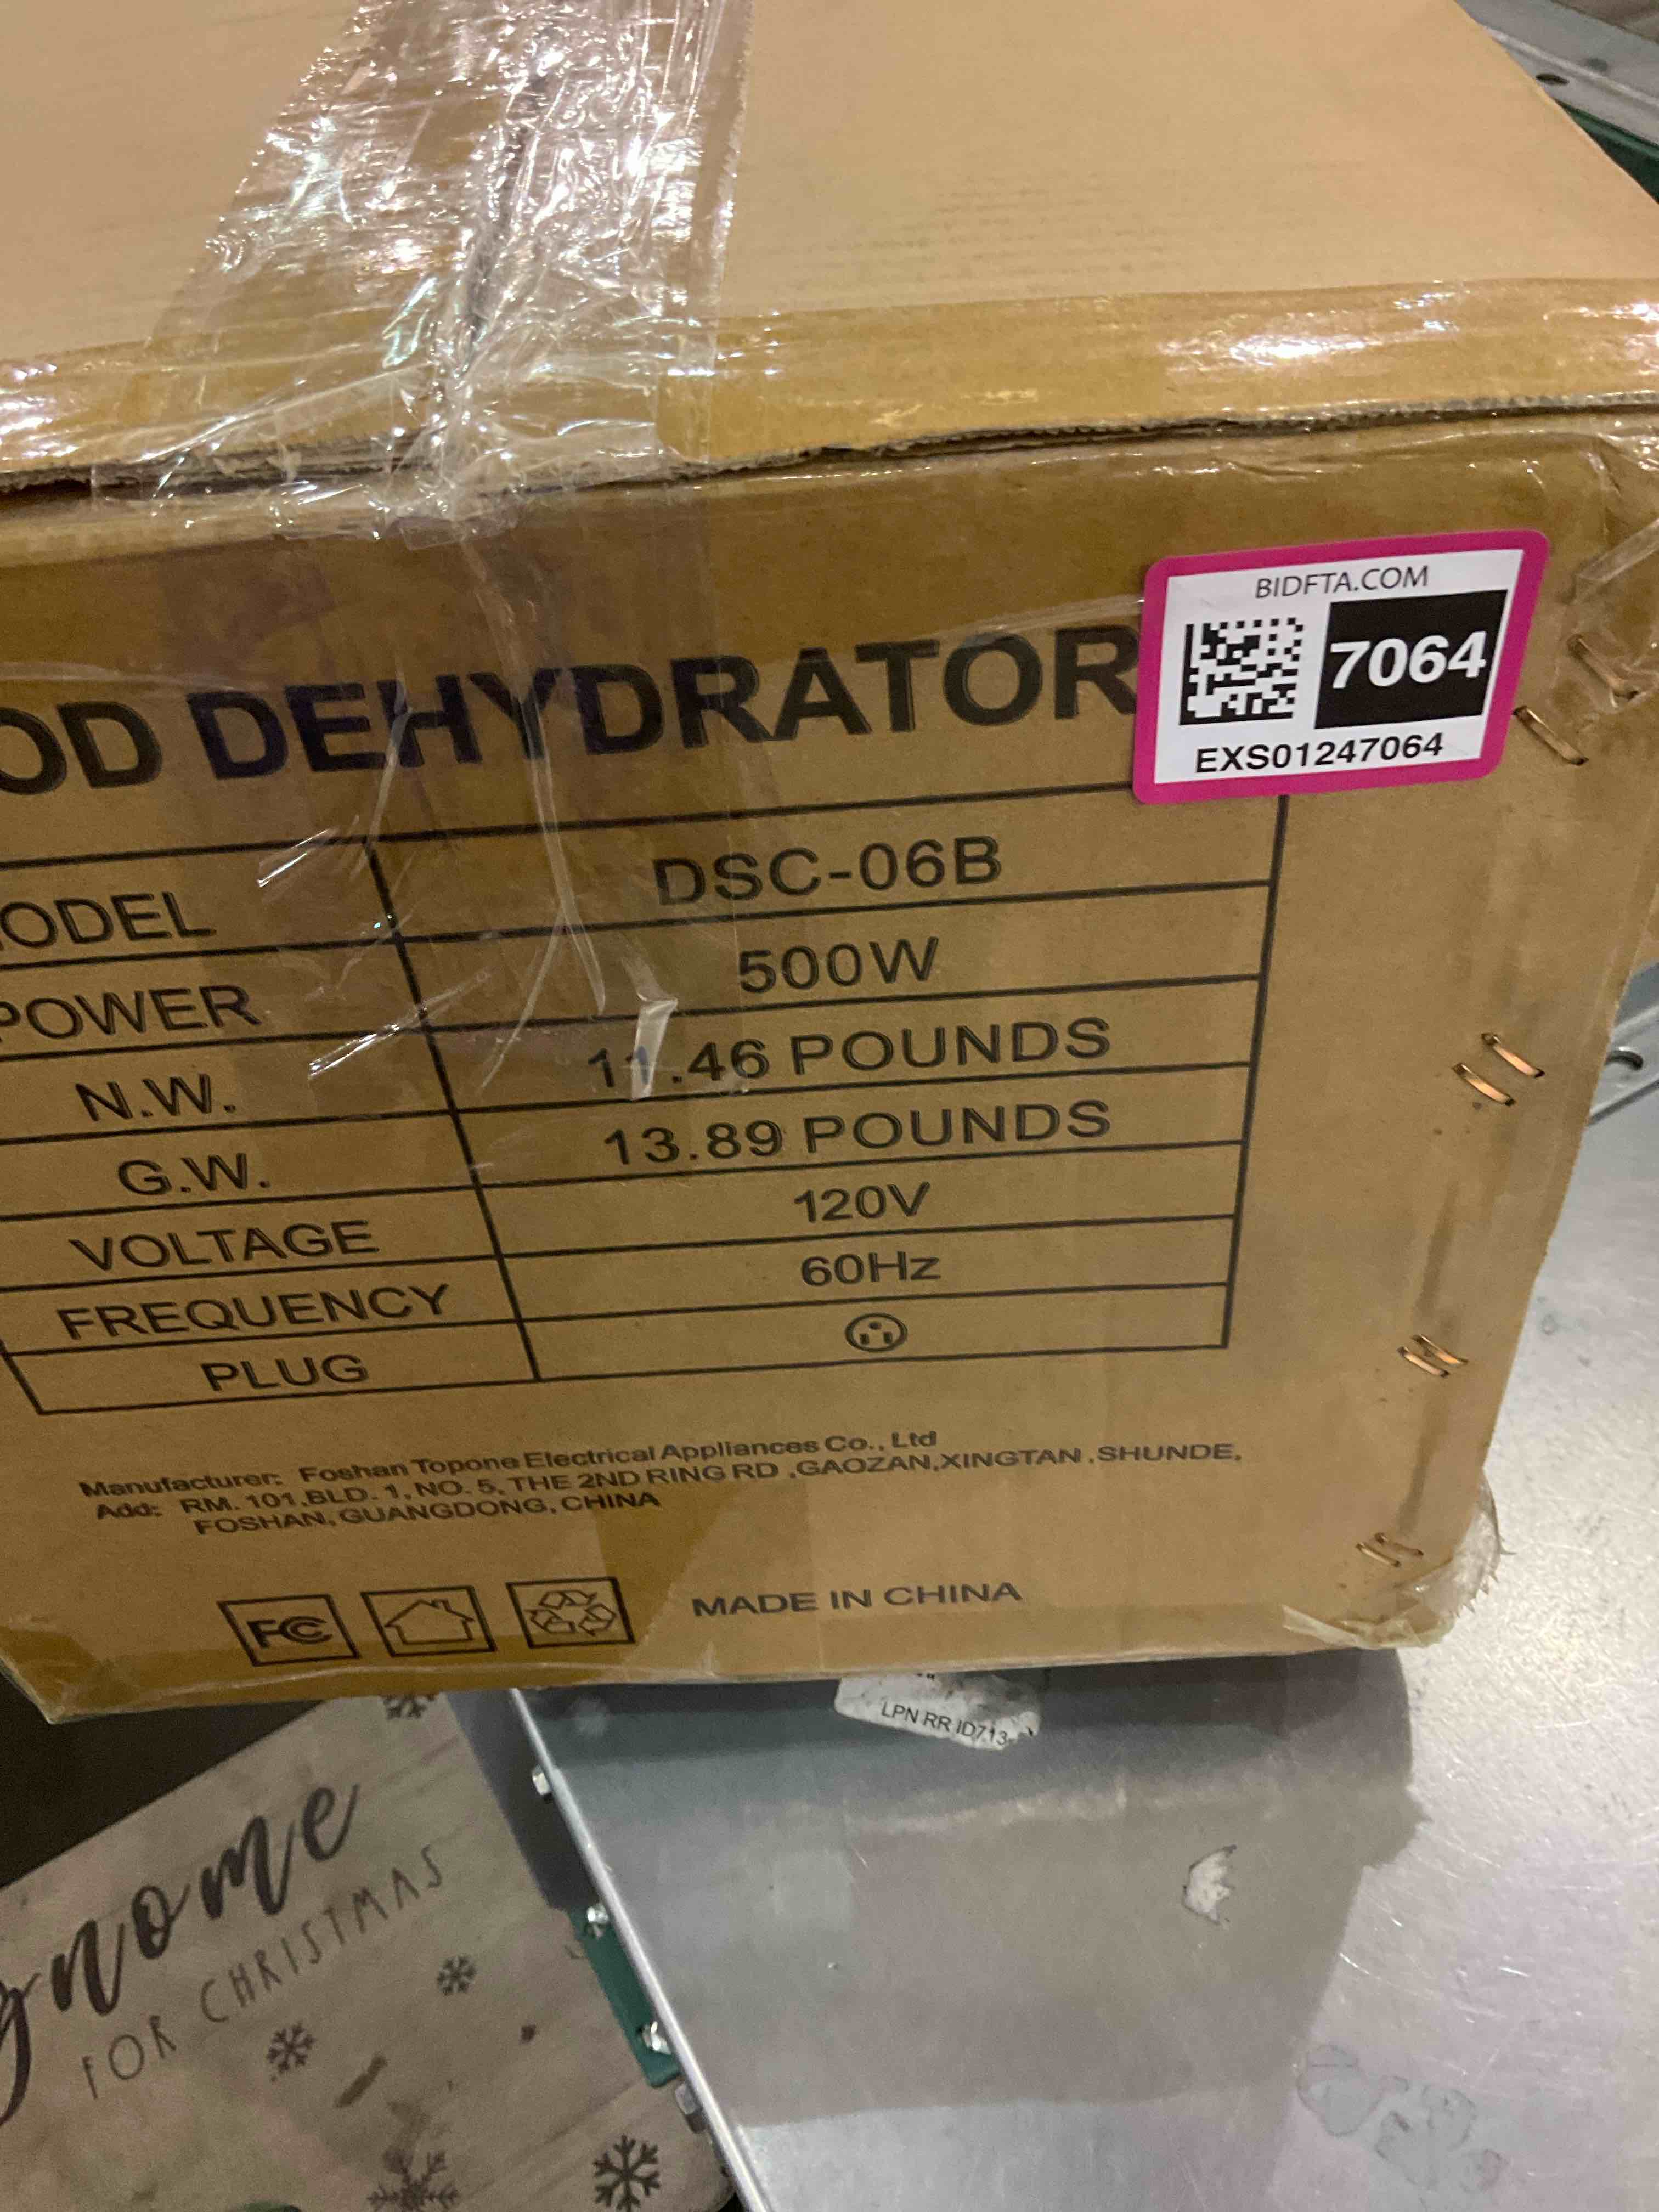 BIDFTA.COM
7064
EXS01247064
OD DEHYDRATOR
ODEL DSC-06B
POWER 500W
N.W. 11.46 POUNDS
G.W. 13.89 POUNDS
VOLTAGE 120V
FREQUENCY 60Hz
PLUG
Manufacturer: Foshan Topone Electrical Appliances Co., Ltd
Add: RM. 101,BLD. 1, NO. 5, THE 2ND RING RD ,GAOZAN,XINGTAN ,SHUNDE,
FOSHAN, GUANGDONG, CHINA
FC
MADE IN CHINA
LPN RR ID713
gnome
FOR CHRISTMAS